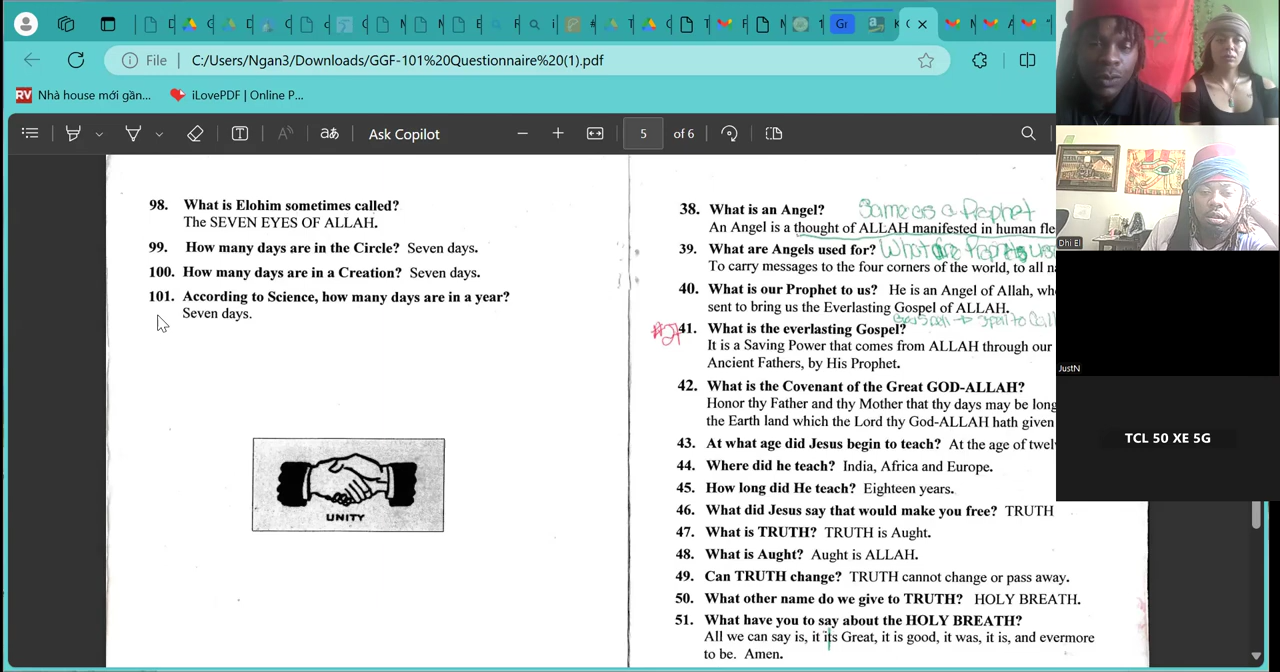 Gr
File
C:/Users/Ngan3/Downloads/GGF-101%20Questionnaire%20(1).pdf
RV Nhà house mới gần...
iLovePDF | Online P...
Ask Copilot
5 of 6
98. What is Elohim sometimes called?
The SEVEN EYES OF ALLAH.
99. How many days are in the Circle? Seven days.
100. How many days are in a Creation? Seven days.
101. According to Science, how many days are in a year?
Seven days.
UNITY
38. What is an Angel? Same as a Prophet
An Angel is a thought of ALLAH manifested in human fle
39. What are Angels used for? What are Prophets
To carry messages to the four corners of the world, to all na
40. What is our Prophet to us? He is an Angel of Allah, wh
sent to bring us the Everlasting Gospel of ALLAH.
#27 41. What is the everlasting Gospel?
It is a Saving Power that comes from ALLAH through our
Ancient Fathers, by His Prophet.
42. What is the Covenant of the Great GOD-ALLAH?
Honor thy Father and thy Mother that thy days may be long
the Earth land which the Lord thy God-ALLAH hath given
43. At what age did Jesus begin to teach? At the age of twel
44. Where did he teach? India, Africa and Europe.
45. How long did He teach? Eighteen years.
46. What did Jesus say that would make you free? TRUTH
47. What is TRUTH? TRUTH is Aught.
48. What is Aught? Aught is ALLAH.
49. Can TRUTH change? TRUTH cannot change or pass away.
50. What other name do we give to TRUTH? HOLY BREATH.
51. What have you to say about the HOLY BREATH?
All we can say is, it its Great, it is good, it was, it is, and evermore
to be. Amen.
Dhi El
JustN
TCL 50 XE 5G